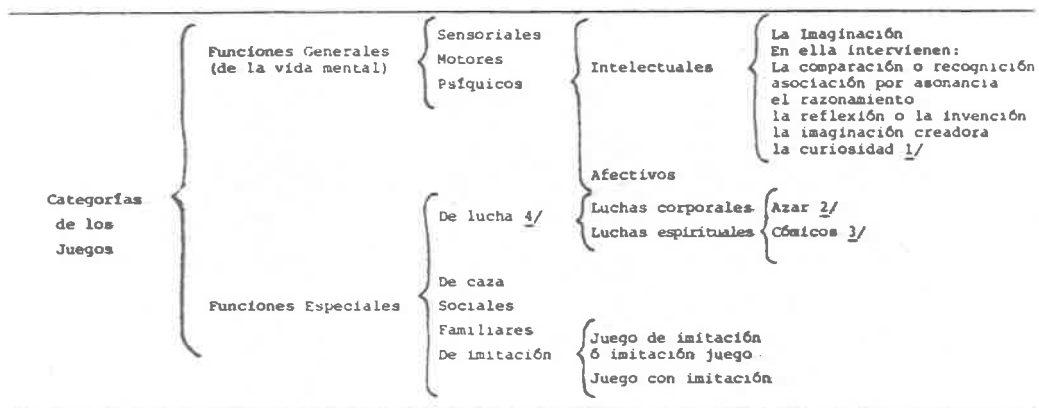 Categorías
de los
Juegos
Funciones Generales
(de la vida mental)
Sensoriales
Motores
Psíquicos
Intelectuales
La Imaginación
En ella intervienen:
La comparación o recognición
asociación por asonancia
el razonamiento
la reflexión o la invención
la imaginación creadora
la curiosidad 1/
Afectivos
Funciones Especiales
De lucha 4/
Luchas corporales
Luchas espirituales
Azar 2/
Cómicos 3/
De caza
Sociales
Familiares
De imitación
Juego de imitación
ó imitación juego
Juego con imitación